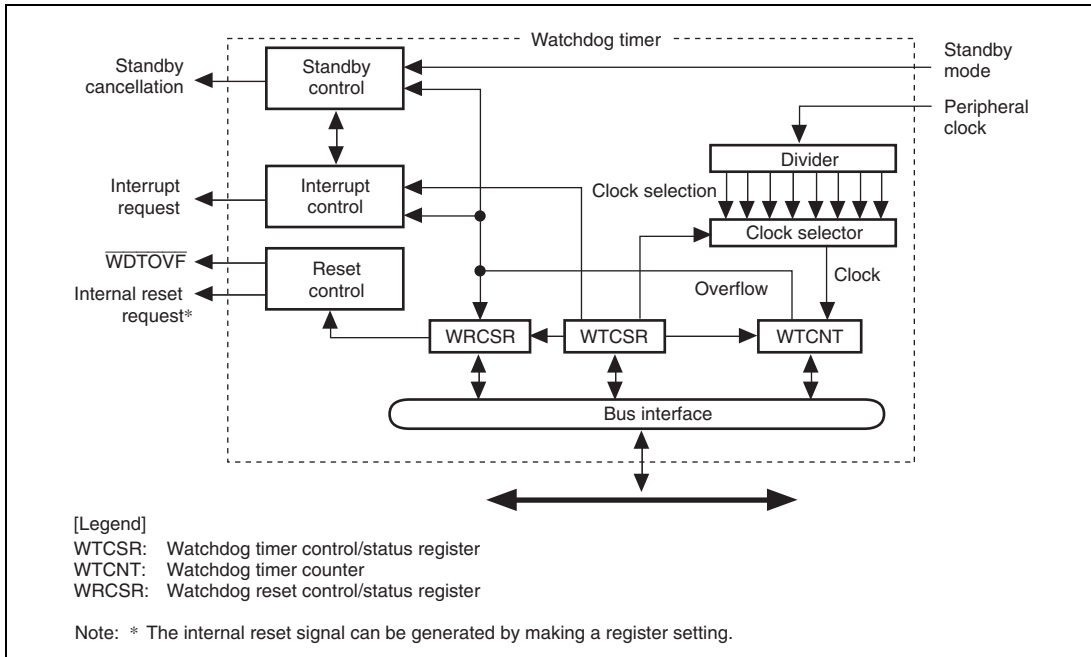 Watchdog timer
Standby
cancellation
Standby
control
Standby
mode
Peripheral
clock
Divider
Interrupt
request
Interrupt
control
Clock selection
Clock selector
WDTOVF
Internal reset
request*
Reset
control
Overflow
Clock
WRCSR
WTCSR
WTCNT
Bus interface
[Legend]
WTCSR: Watchdog timer control/status register
WTCNT: Watchdog timer counter
WRCSR: Watchdog reset control/status register
Note: * The internal reset signal can be generated by making a register setting.